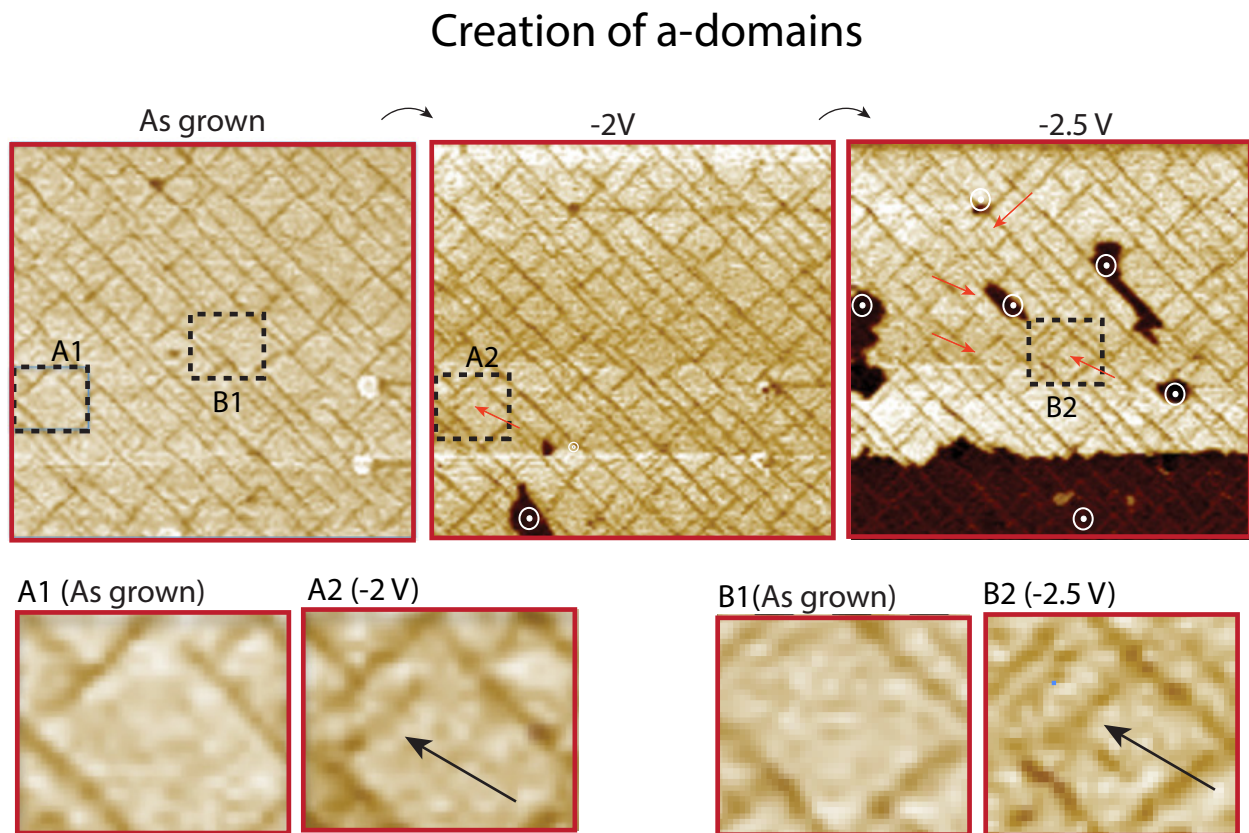 Creation of a-domains
As grown
-2V
-2.5 V
A1
B1
A2
B2
A1 (As grown)
A2 (-2 V)
B1(As grown)
B2 (-2.5 V)